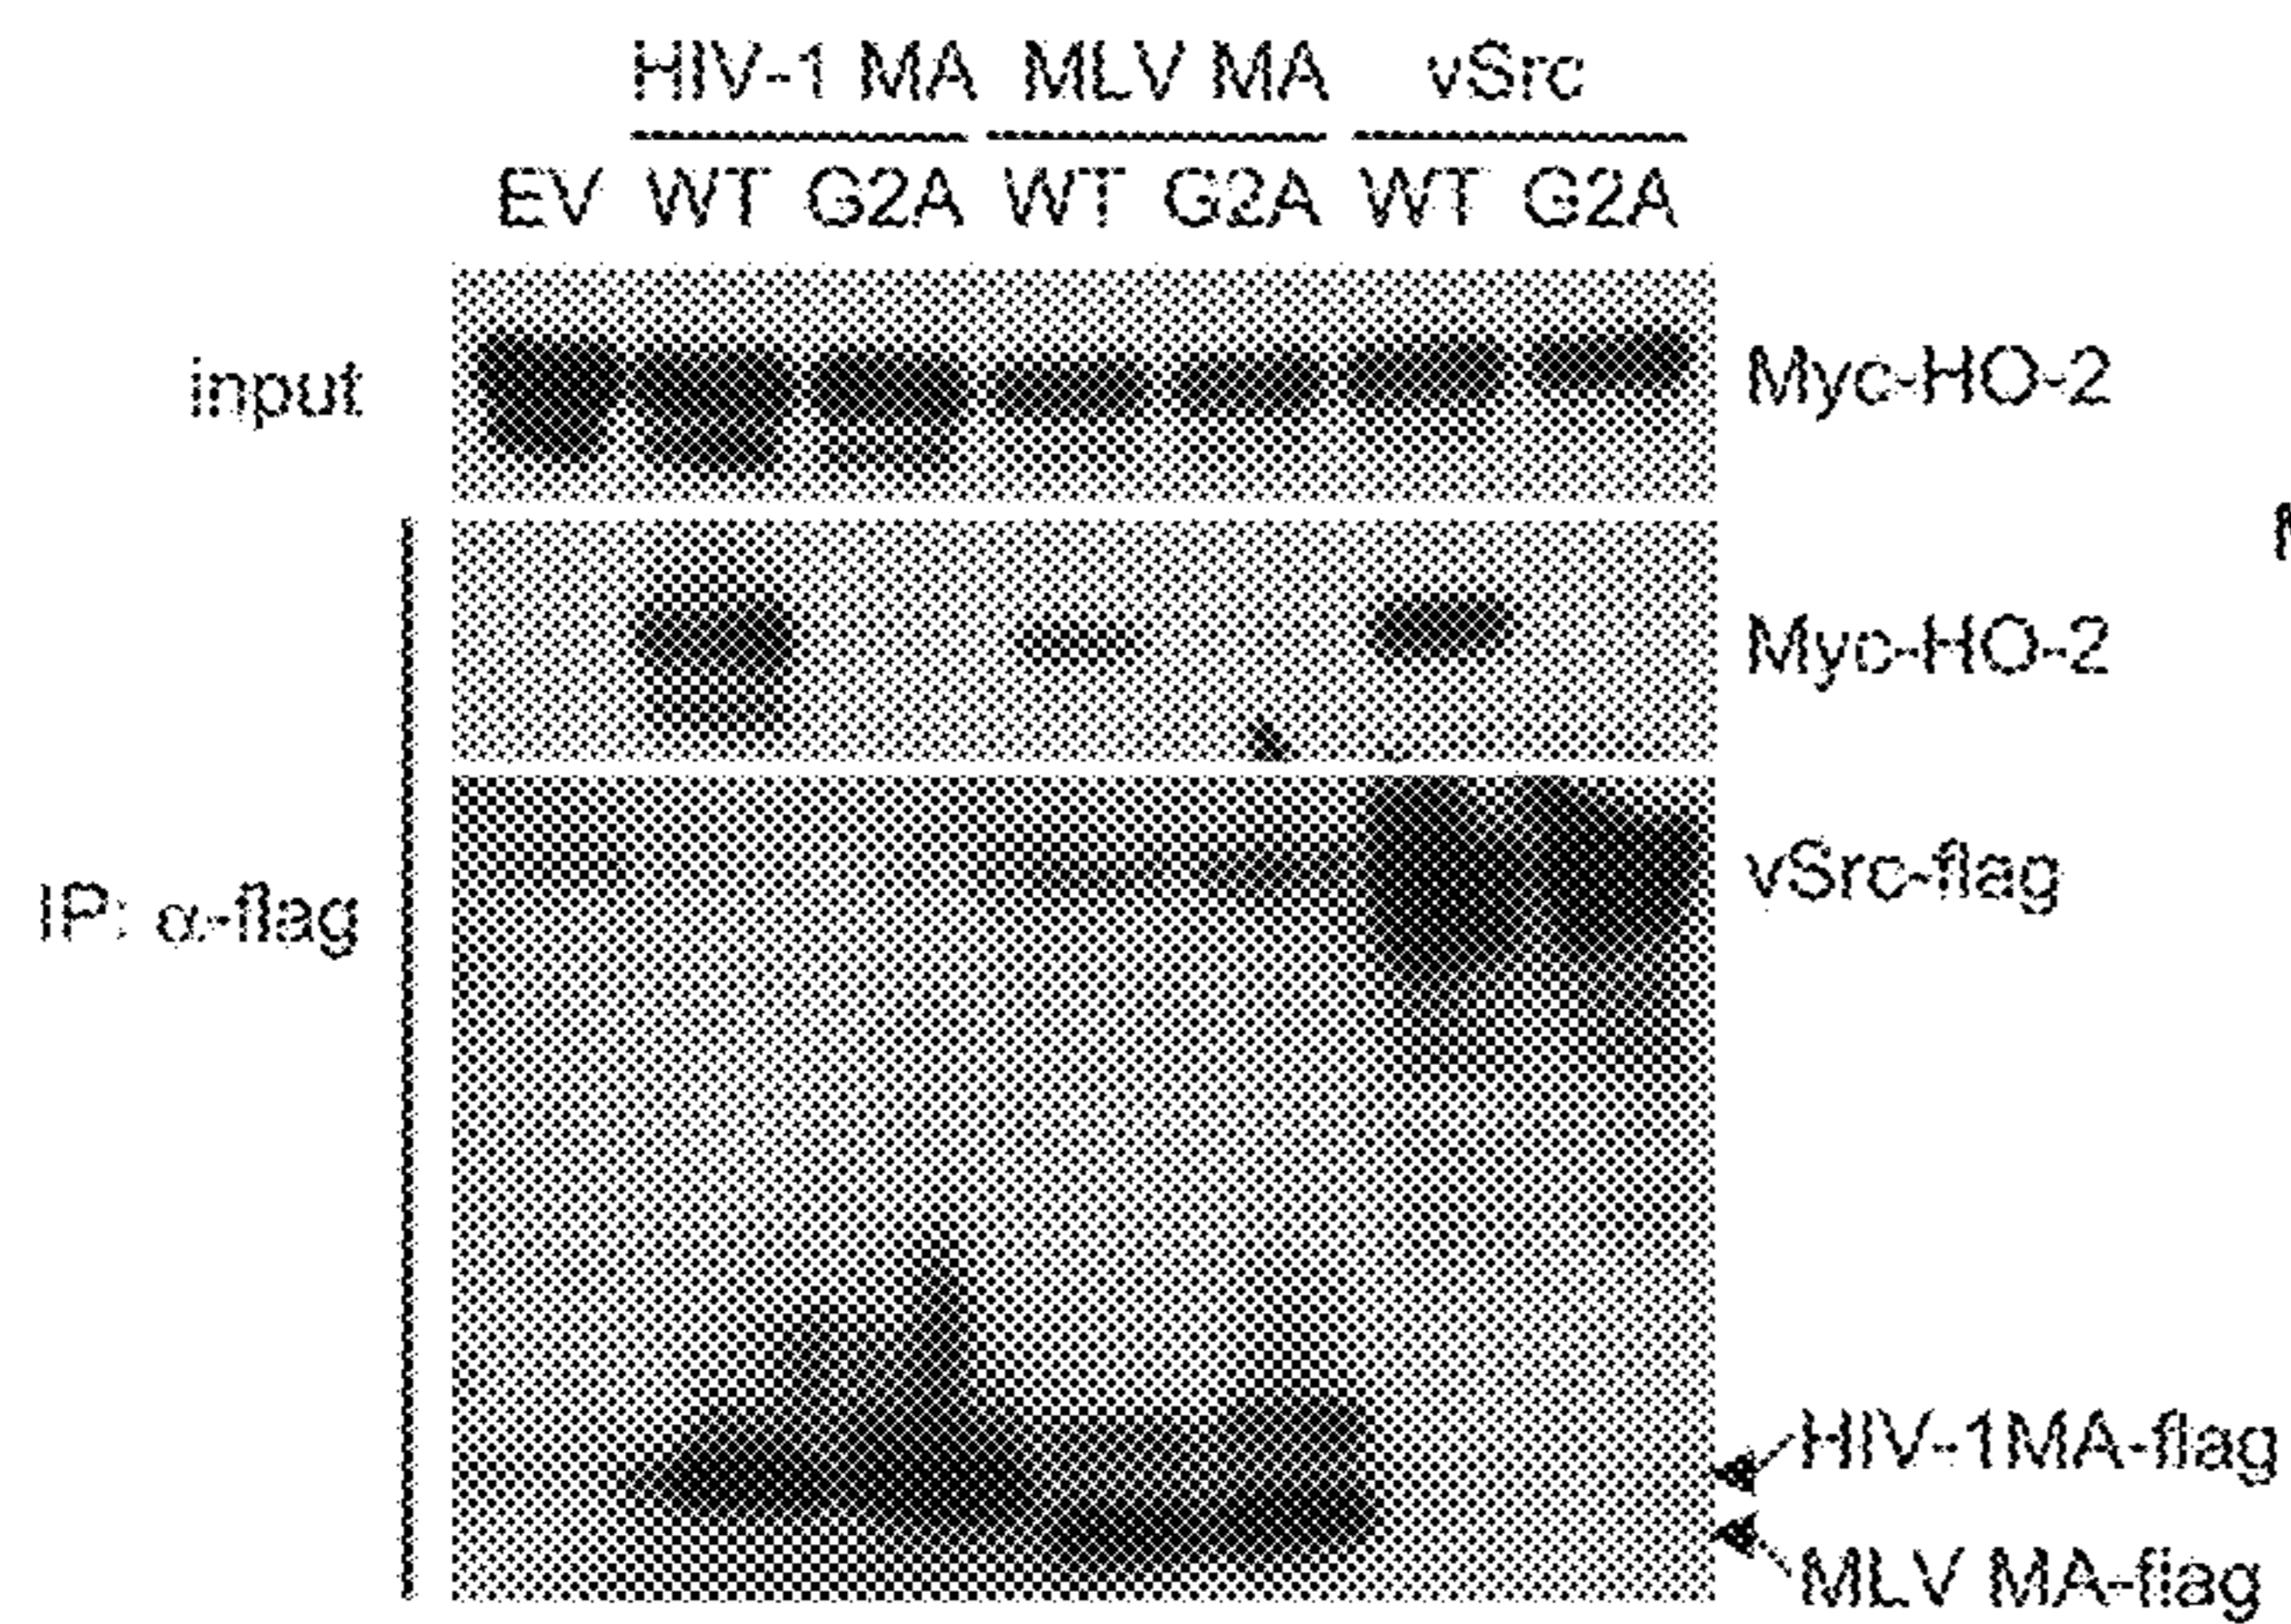 HIV-1 MA MLV MA vSrc
EV WT G2A WT G2A WT G2A
input Myc-HO-2
Myc-HO-2
IP: α-flag vSrc-flag
HIV-1MA-flag
MLV MA-flag